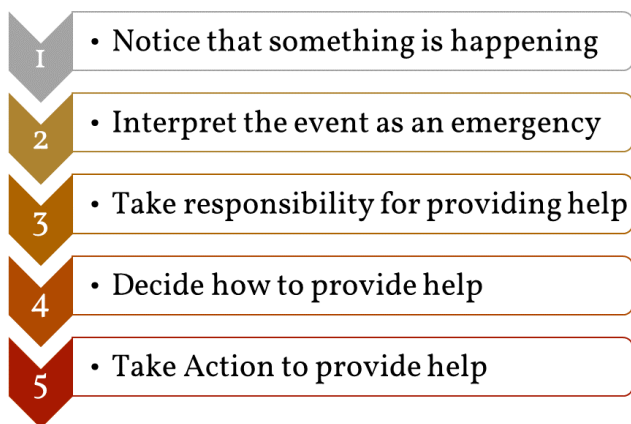 1 • Notice that something is happening
2 • Interpret the event as an emergency
3 • Take responsibility for providing help
4 • Decide how to provide help
5 • Take Action to provide help